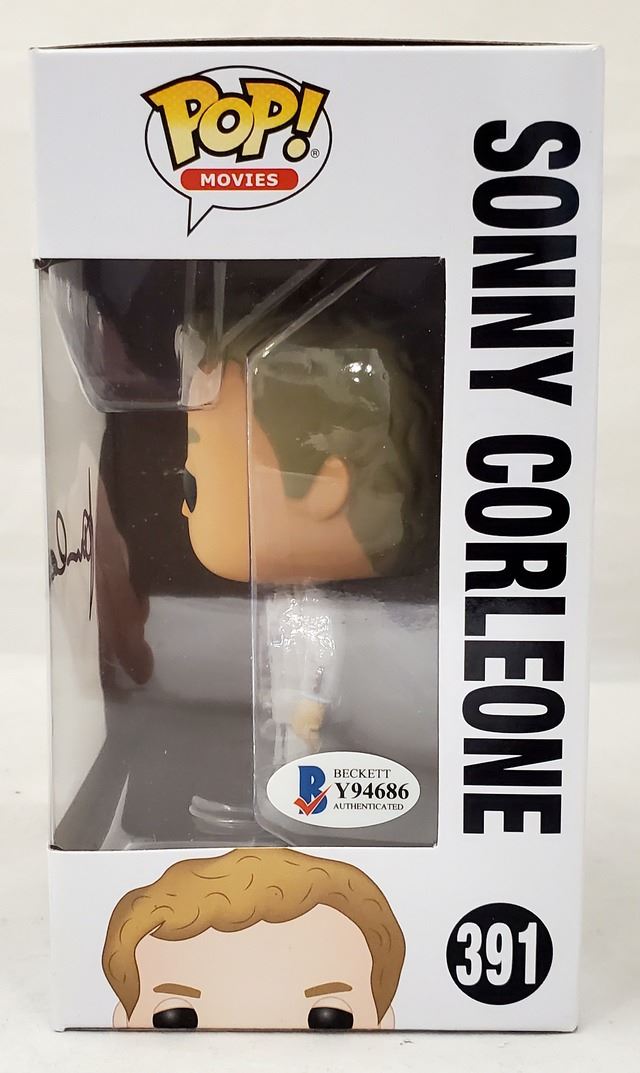 POP!®
MOVIES
SONNY CORLEONE
BECKETT
Y94686
AUTHENTICATED
391